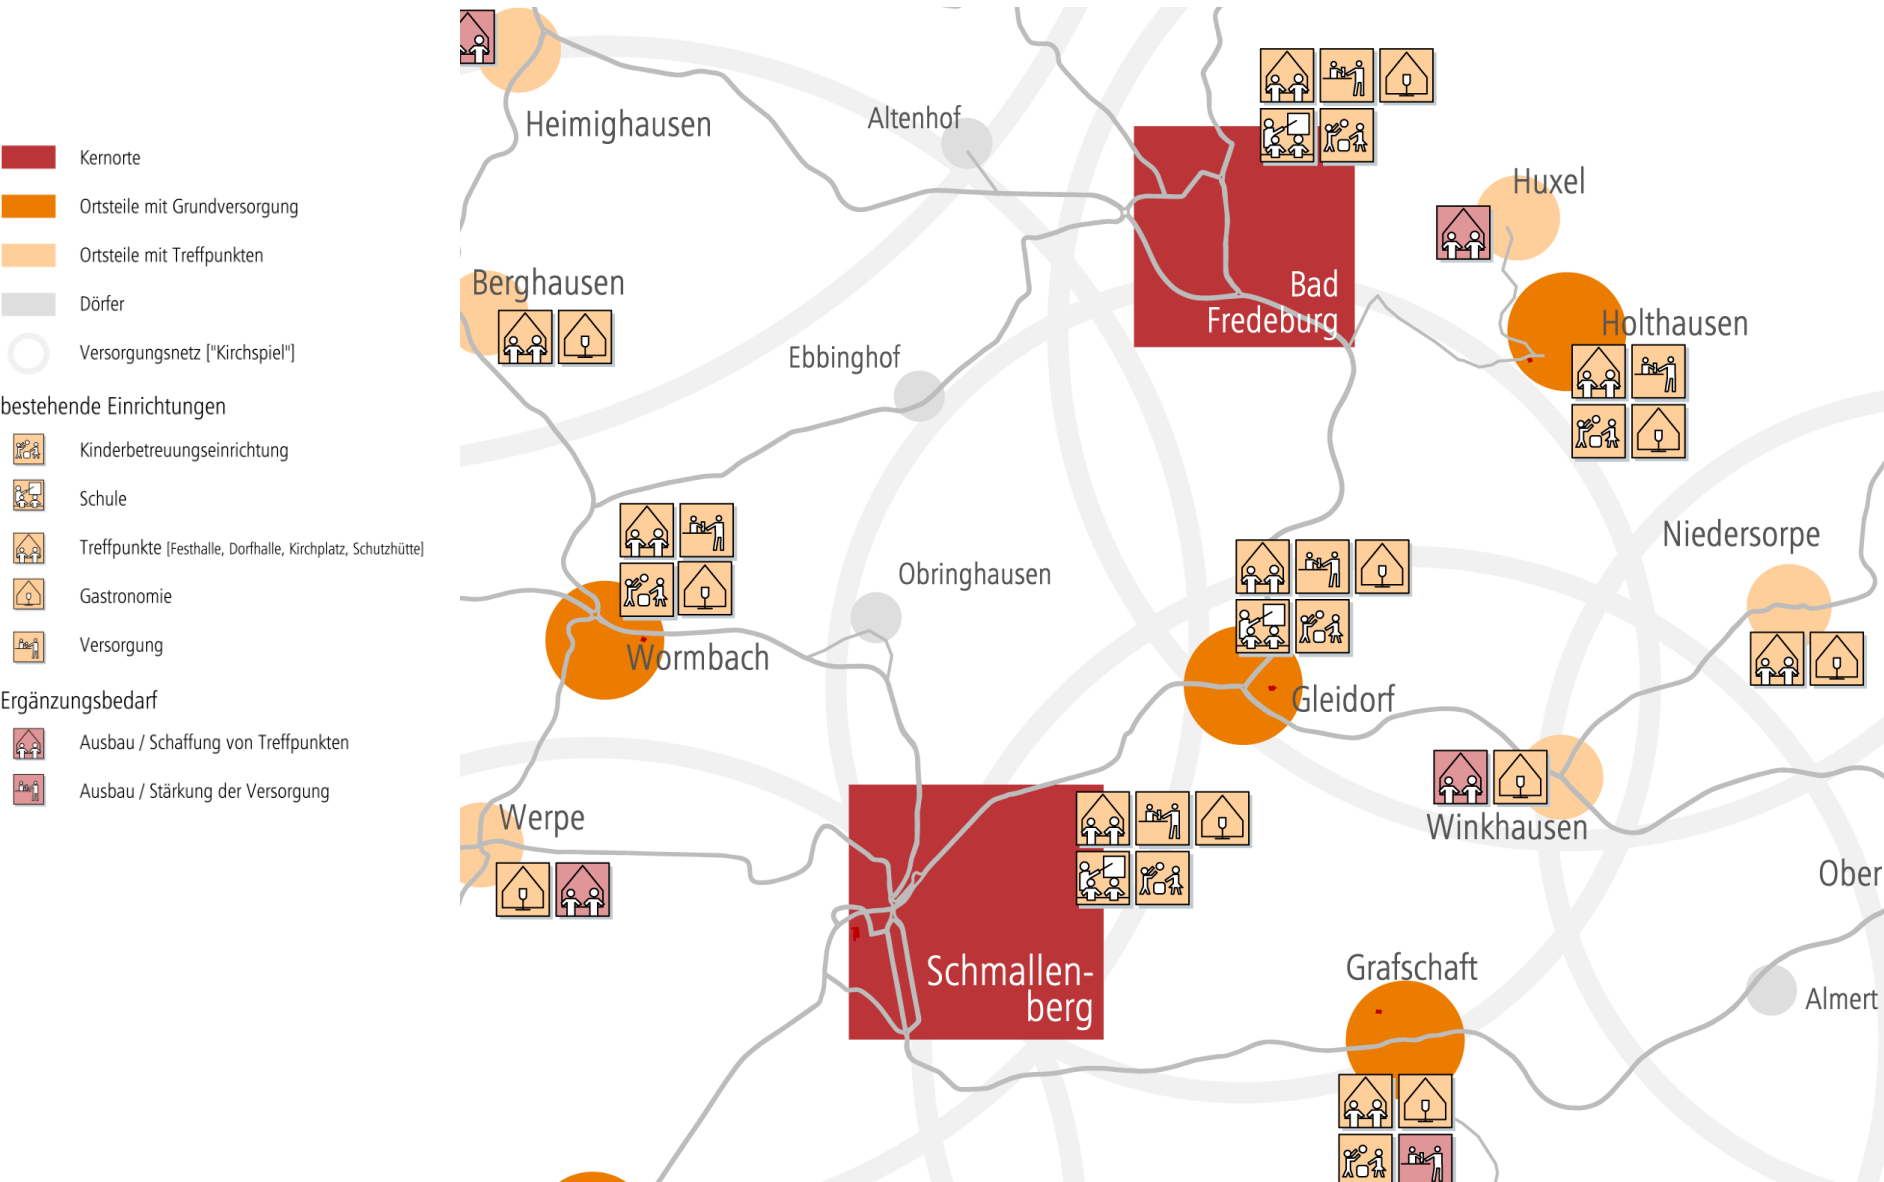 Kernorte
Ortsteile mit Grundversorgung
Ortsteile mit Treffpunkten
Dörfer
Versorgungsnetz ["Kirchspiel"]
bestehende Einrichtungen
Kinderbetreuungseinrichtung
Schule
Treffpunkte [Festhalle, Dorfhalle, Kirchplatz, Schutzhütte]
Gastronomie
Versorgung
Ergänzungsbedarf
Ausbau / Schaffung von Treffpunkten
Ausbau / Stärkung der Versorgung
Heimighausen
Altenhof
Huxel
Berghausen
Bad
Fredeburg
Holthausen
Ebbinghof
Niedersorpe
Obringhausen
Wormbach
Gleidorf
Werpe
Winkhausen
Ober
Schmallen-
berg
Grafschaft
Almert